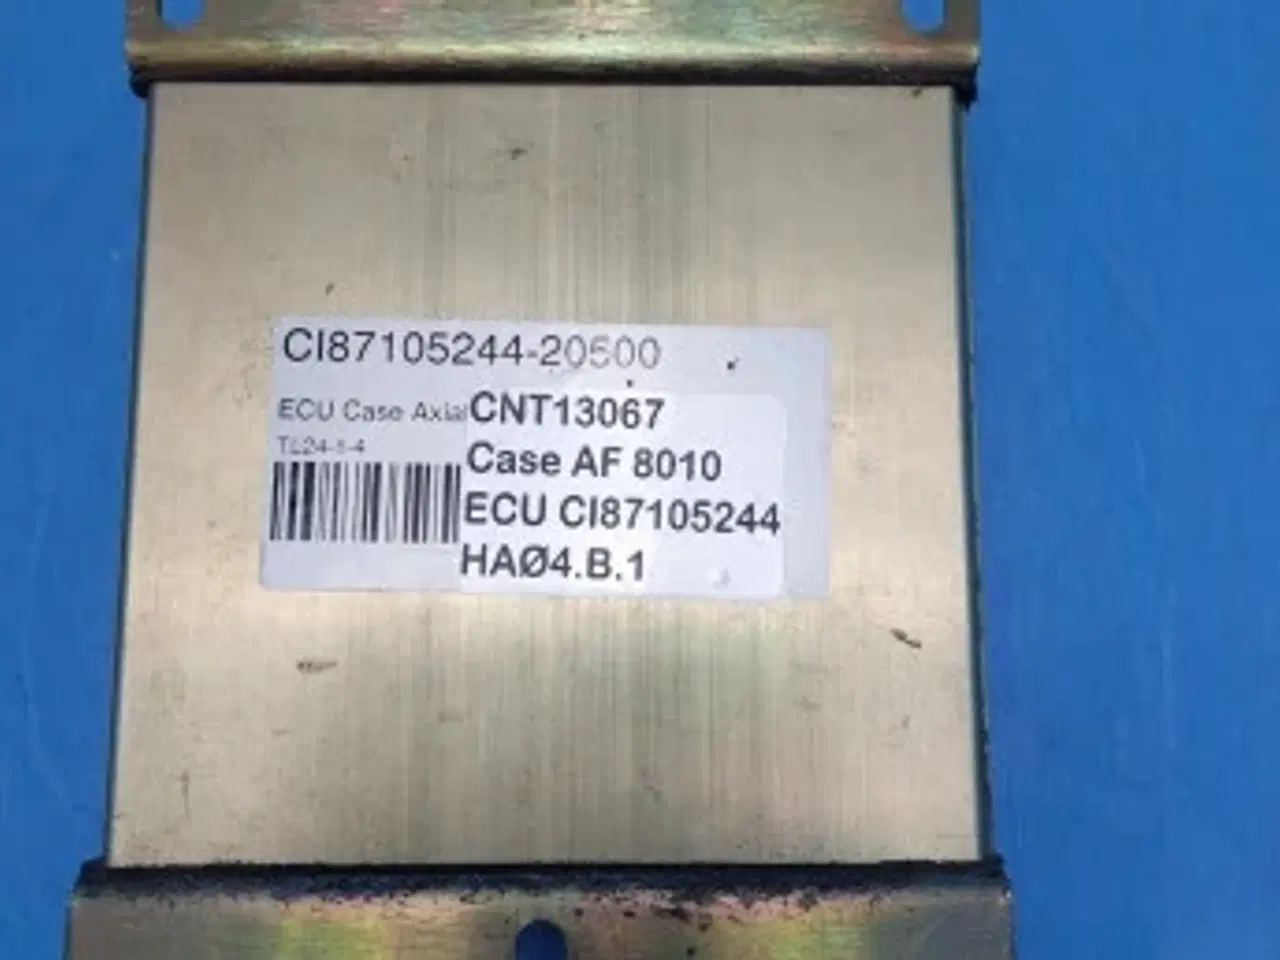 CI87105244-20500
ECU Case Axial
CNT13067
Case AF 8010
ECU CI87105244
HAØ4.B.1